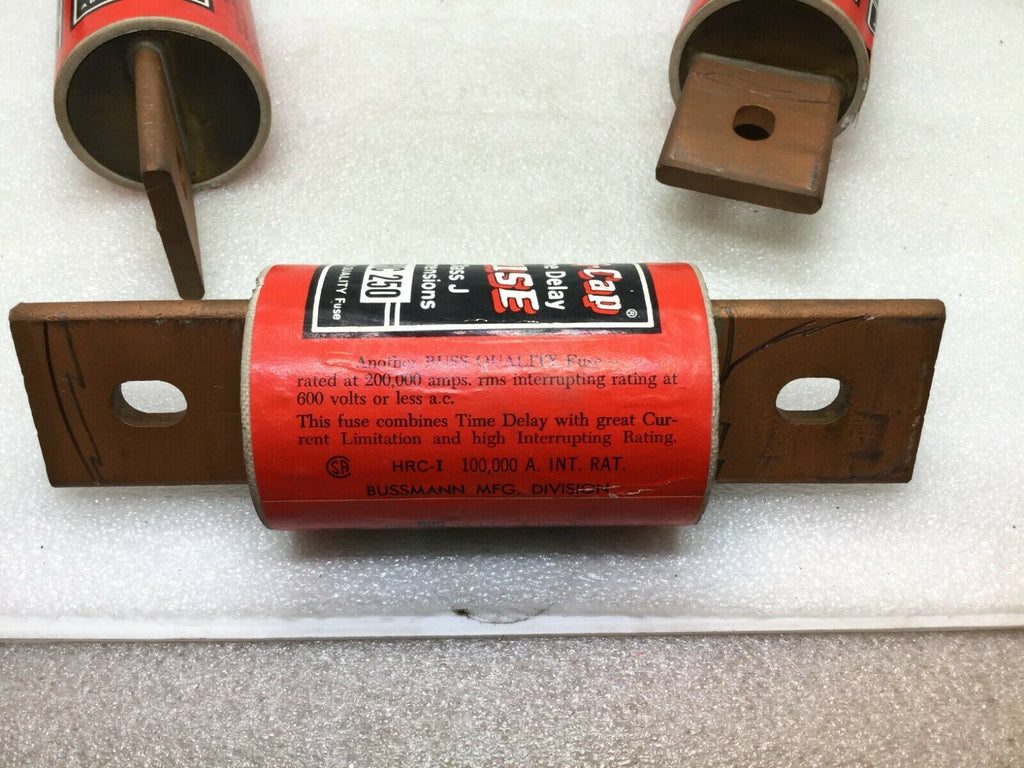 Cap®
Delay
USE
ss J
ensions
250
UALITY Fuse
Another BUSS QUALITY Fuse
rated at 200,000 amps. rms interrupting rating at
600 volts or less a.c.
This fuse combines Time Delay with great Cur-
rent Limitation and high Interrupting Rating.
SA HRC-I 100,000 A. INT. RAT.
BUSSMANN MFG. DIVISION